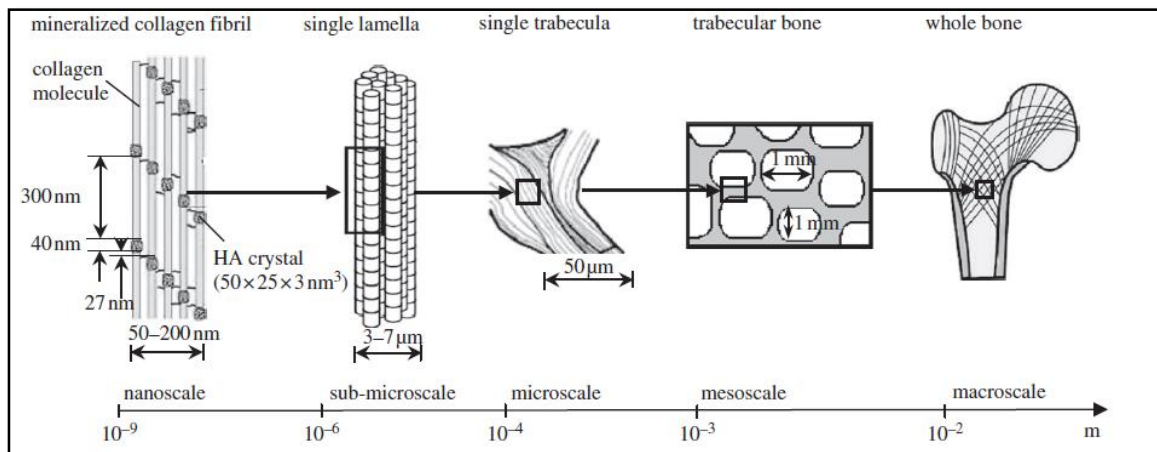 mineralized collagen fibril
single lamella
single trabecula
trabecular bone
whole bone
collagen
molecule
300 nm
40 nm
27 nm
50–200 nm
HA crystal
(50×25×3 nm³)
3–7 µm
50 µm
1 mm
1 mm
nanoscale
sub-microscale
microscale
mesoscale
macroscale
10⁻⁹
10⁻⁶
10⁻⁴
10⁻³
10⁻²
m